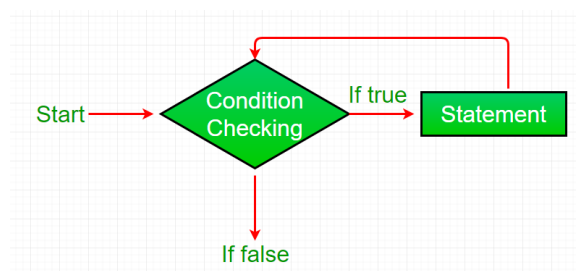 If true
Start
Condition
Checking
Statement
If false